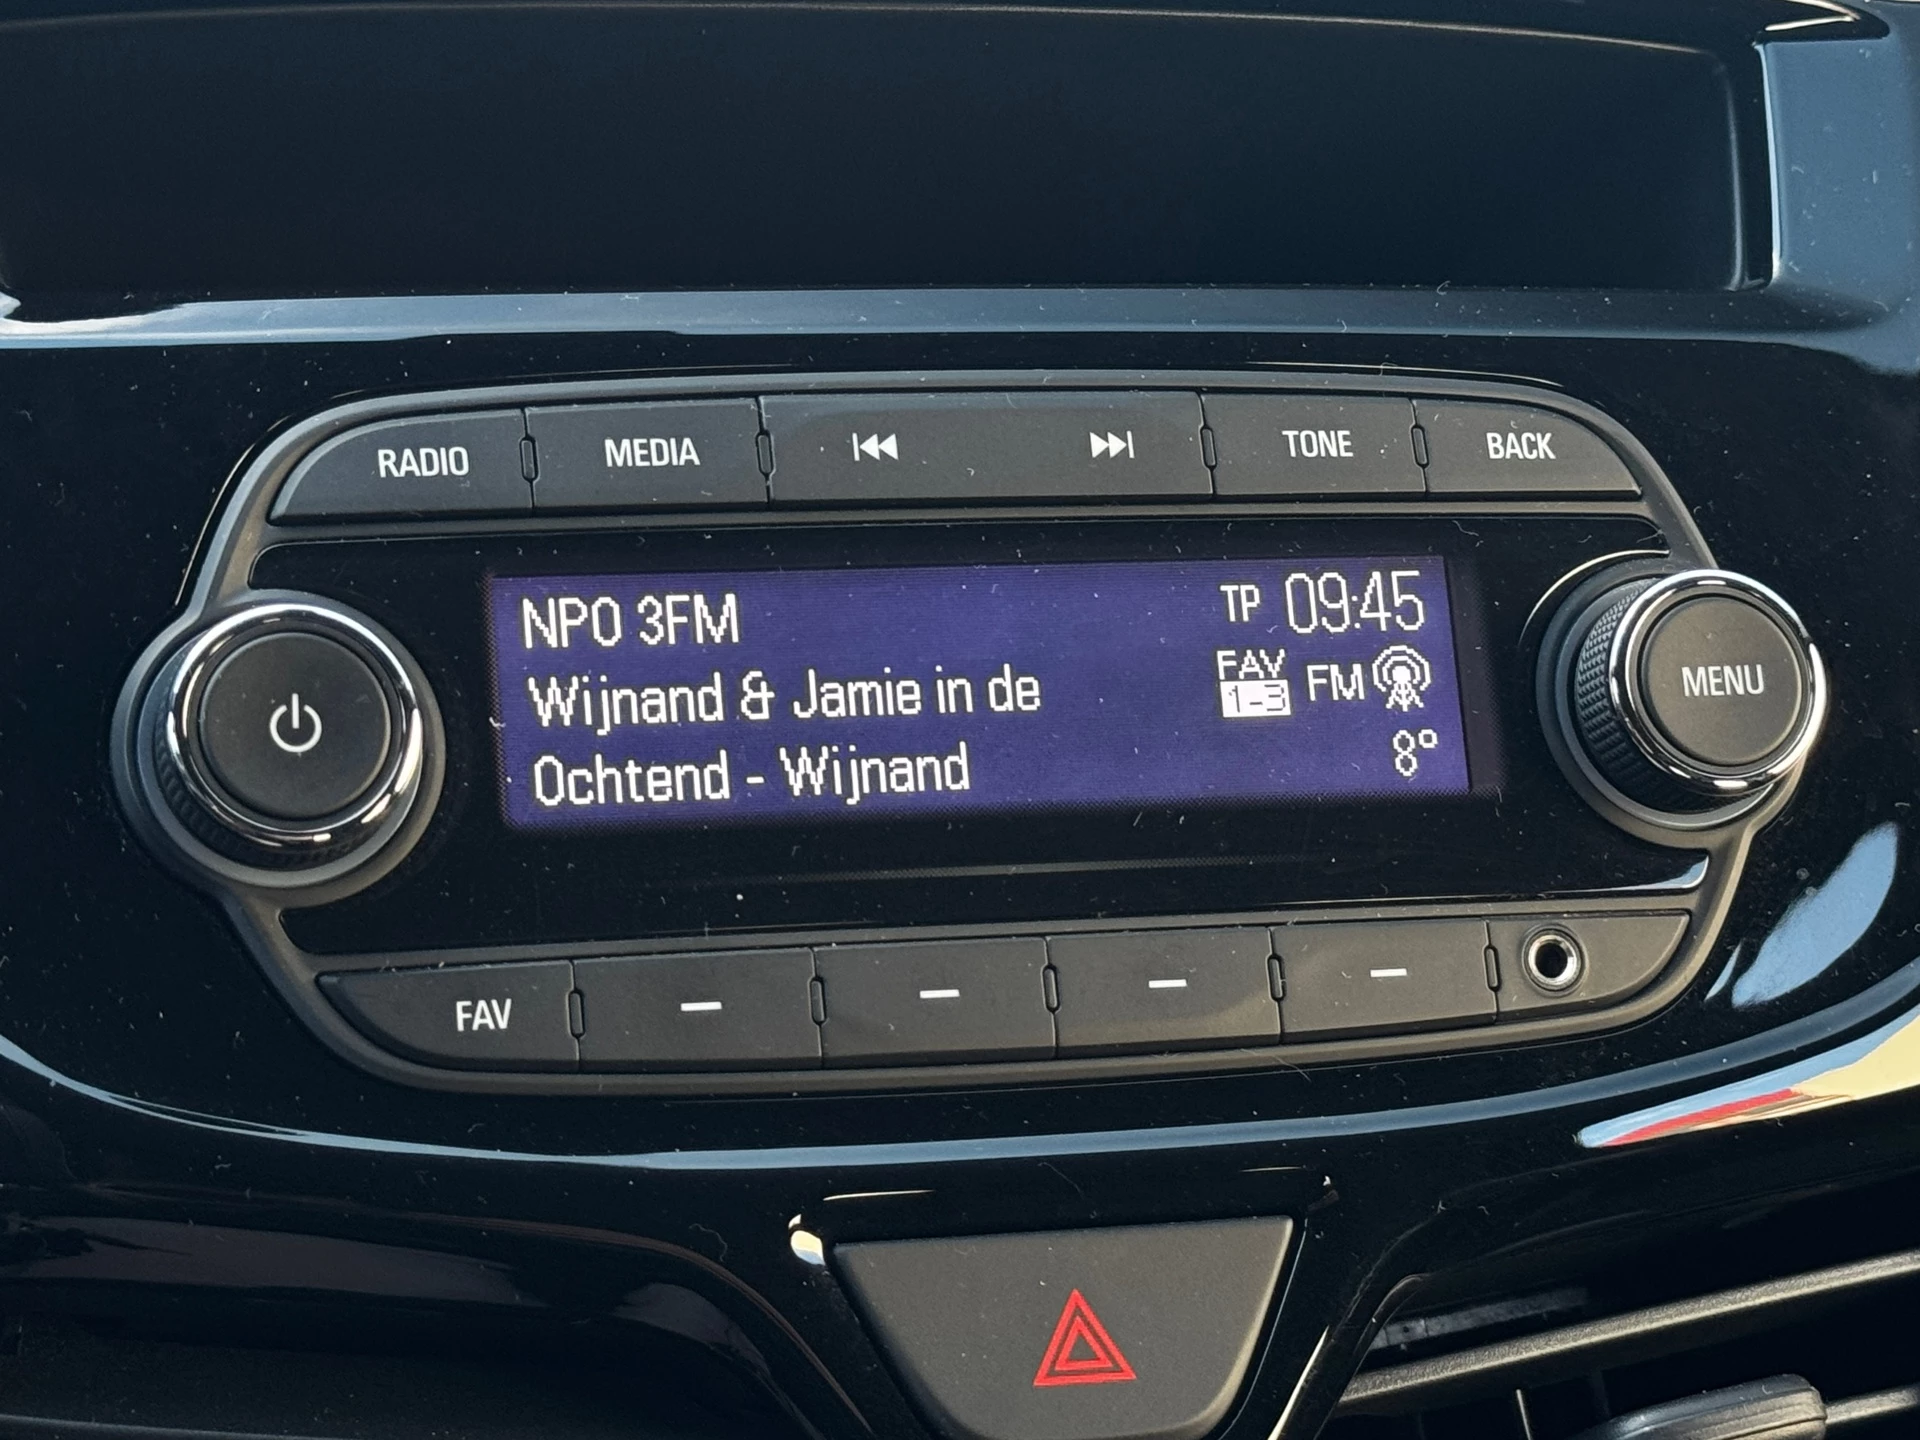 RADIO MEDIA TONE BACK
NPO 3FM TP 09:45
Wijnand & Jamie in de FAV 1-3 FM
Ochtend - Wijnand 8°
MENU
FAV